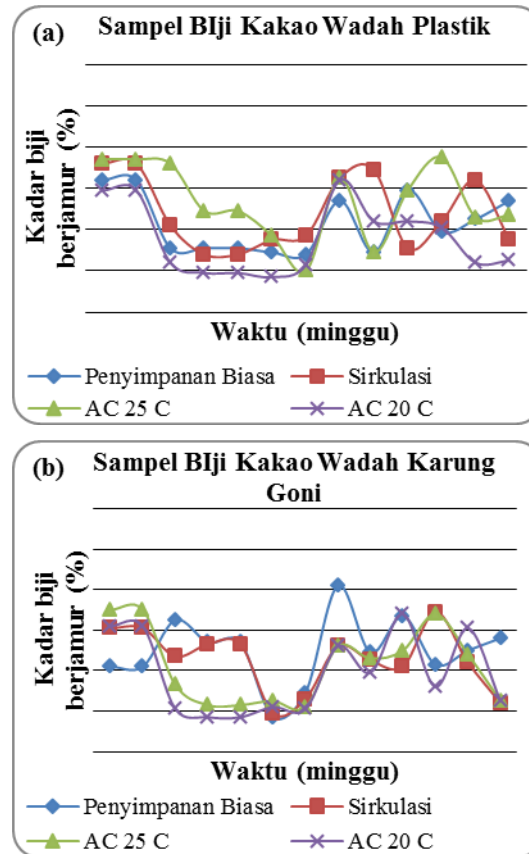 (a) Sampel BIji Kakao Wadah Plastik
Kadar biji
berjamur (%)
Waktu (minggu)
Penyimpanan Biasa Sirkulasi
AC 25 C AC 20 C
(b) Sampel BIji Kakao Wadah Karung
Goni
Kadar biji
berjamur (%)
Waktu (minggu)
Penyimpanan Biasa Sirkulasi
AC 25 C AC 20 C